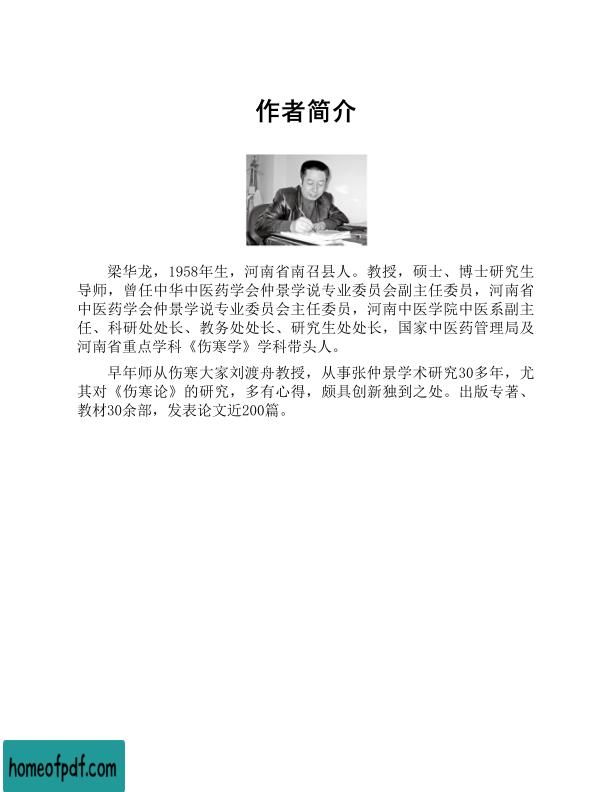 作者简介
梁华龙，1958年生，河南省南召县人。教授，硕士、博士研究生
导师，曾任中华中医药学会仲景学说专业委员会副主任委员，河南省
中医药学会仲景学说专业委员会主任委员，河南中医学院中医系副主
任、科研处处长、教务处处长、研究生处处长，国家中医药管理局及
河南省重点学科《伤寒学》学科带头人。
早年师从伤寒大家刘渡舟教授，从事张仲景学术研究30多年，尤
其对《伤寒论》的研究，多有心得，颇具创新独到之处。出版专著、
教材30余部，发表论文近200篇。
homeofpdf.com